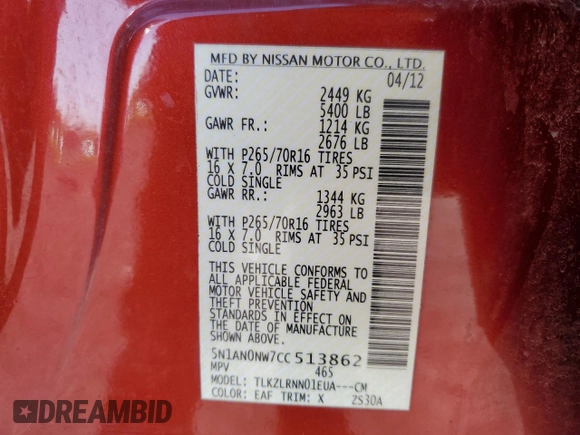 MFD BY NISSAN MOTOR CO., LTD.
DATE: 04/12
GVWR: 2449 KG
5400 LB
GAWR FR.: 1214 KG
2676 LB
WITH P265/70R16 TIRES
16 X 7.0 RIMS AT 35 PSI
COLD SINGLE
GAWR RR.: 1344 KG
2963 LB
WITH P265/70R16 TIRES
16 X 7.0 RIMS AT 35 PSI
COLD SINGLE
THIS VEHICLE CONFORMS TO
ALL APPLICABLE FEDERAL
MOTOR VEHICLE SAFETY AND
THEFT PREVENTION
STANDARDS IN EFFECT ON
THE DATE OF MANUFACTURE
SHOWN ABOVE.
5N1AN0NW7CC513862
MPV 465
MODEL: TLKZLRNN01EUA---CM
COLOR: EAF TRIM: X ZS30A
DREAMBID